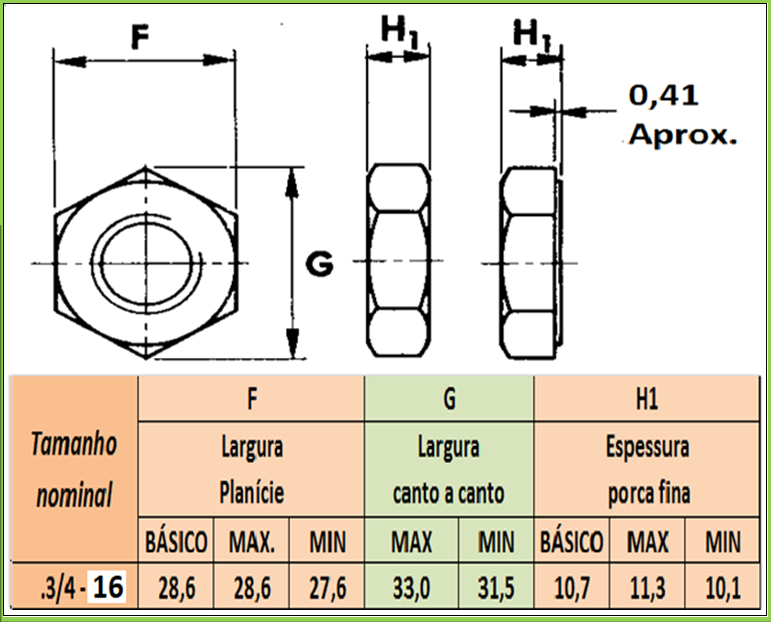 F
H1
H1
0,41
Aprox.
G
Tamanho
nominal
F
G
H1
Largura
Planície
Largura
canto a canto
Espessura
porca fina
BÁSICO MAX. MIN MAX MIN BÁSICO MAX MIN
.3/4 - 16 28,6 28,6 27,6 33,0 31,5 10,7 11,3 10,1